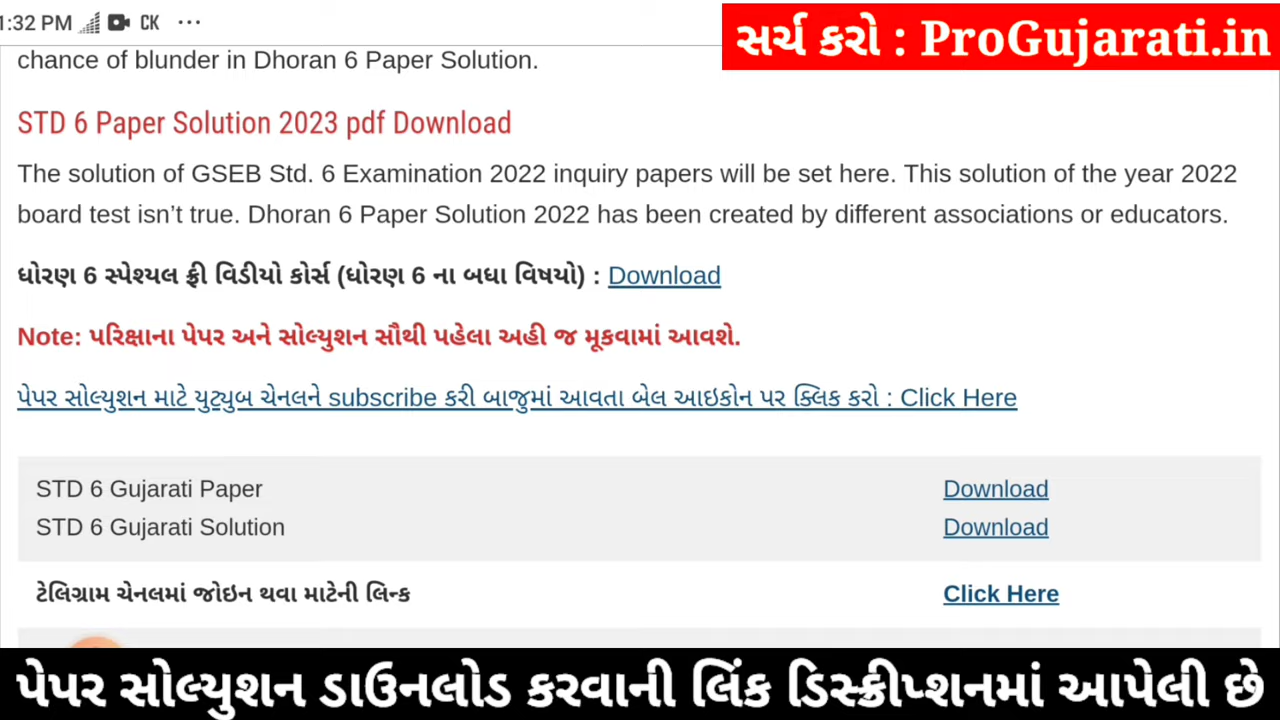 1:32 PM CK ...
સર્ચ કરો : ProGujarati.in
chance of blunder in Dhoran 6 Paper Solution.
STD 6 Paper Solution 2023 pdf Download
The solution of GSEB Std. 6 Examination 2022 inquiry papers will be set here. This solution of the year 2022
board test isn’t true. Dhoran 6 Paper Solution 2022 has been created by different associations or educators.
ધોરણ 6 સ્પેશ્યલ ફ્રી વિડીયો કોર્સ (ધોરણ 6 ના બધા વિષયો) : Download
Note: પરિક્ષાના પેપર અને સોલ્યુશન સૌથી પહેલા અહી જ મૂકવામાં આવશે.
પેપર સોલ્યુશન માટે યુટ્યુબ ચેનલને subscribe કરી બાજુમાં આવતા બેલ આઇકોન પર ક્લિક કરો : Click Here
STD 6 Gujarati Paper Download
STD 6 Gujarati Solution Download
ટેલિગ્રામ ચેનલમાં જોઇન થવા માટેની લિન્ક Click Here
પેપર સોલ્યુશન ડાઉનલોડ કરવાની લિંક ડિસ્ક્રીપ્શનમાં આપેલી છે